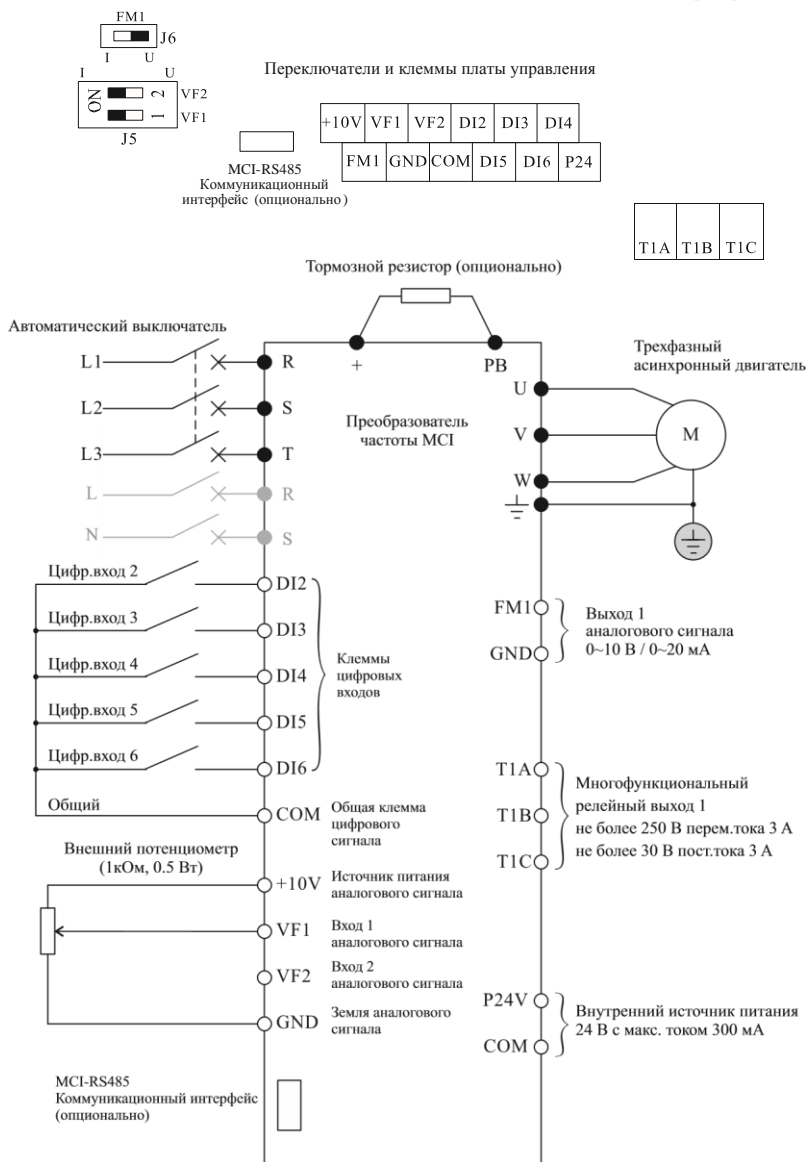 FM1
J6
I U
I U
ON
2 VF2
1 VF1
J5
Переключатели и клеммы платы управления
+10V VF1 VF2 DI2 DI3 DI4
FM1 GND COM DI5 DI6 P24
MCI-RS485
Коммуникационный
интерфейс (опционально)
T1A T1B T1C
Тормозной резистор (опционально)
Автоматический выключатель
L1 R
+ PB
Трехфазный
асинхронный двигатель
U
L2 S
Преобразователь
частоты MCI
V
M
L3 T
W
L R
N S
Цифр.вход 2
DI2
Цифр.вход 3
DI3
Цифр.вход 4
DI4
Цифр.вход 5
DI5
Цифр.вход 6
DI6
Клеммы
цифровых
входов
FM1
GND
Выход 1
аналогового сигнала
0~10 В / 0~20 мА
Общий
COM
Общая клемма
цифрового
сигнала
T1A
T1B
T1C
Многофункциональный
релейный выход 1
не более 250 В перем.тока 3 А
не более 30 В пост.тока 3 А
Внешний потенциометр
(1кОм, 0.5 Вт)
+10V
Источник питания
аналогового сигнала
VF1
Вход 1
аналогового сигнала
VF2
Вход 2
аналогового сигнала
GND
Земля аналогового
сигнала
P24V
COM
Внутренний источник питания
24 В с макс. током 300 мА
MCI-RS485
Коммуникационный интерфейс
(опционально)